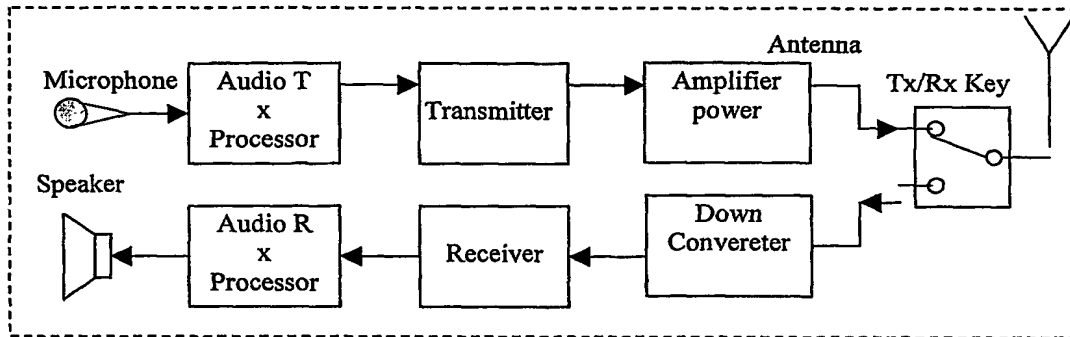 Antenna
Microphone
Audio T
x
Processor
Transmitter
Amplifier
power
Tx/Rx Key
Speaker
Audio R
x
Processor
Receiver
Down
Convereter